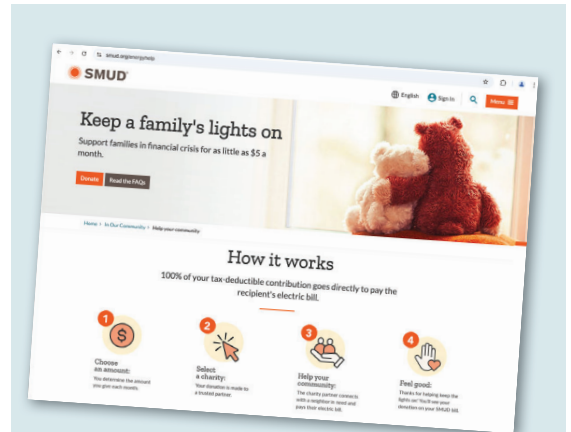 smud.org/energyhelp
SMUD
English
Sign in
Menu
Keep a family's lights on
Support families in financial crisis for as little as $5 a
month.
Donate
Read the FAQs
Home > In Our Community > Help your community
How it works
100% of your tax-deductible contribution goes directly to pay the
recipient's electric bill.
1
Choose
an amount:
You determine the amount
you give each month.
2
Select
a charity:
Your donation is made to
a trusted partner.
3
Help your
community:
The charity partner connects
with a neighbor in need and
pays their electric bill.
4
Feel good:
Thanks for helping keep the
lights on! You'll see your
donation on your SMUD bill.